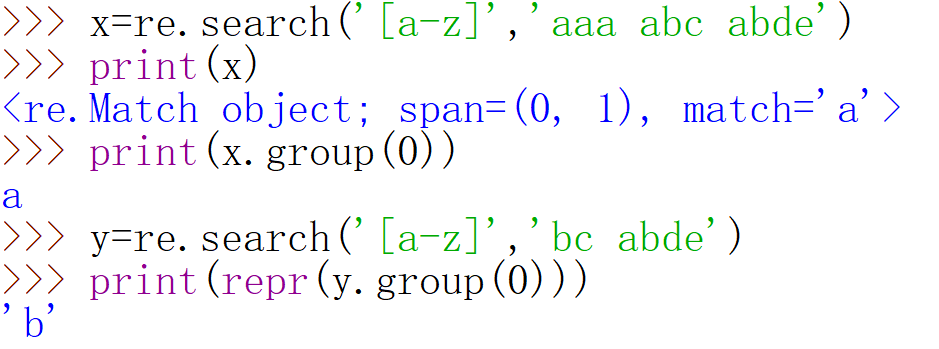 >>> x=re.search('[a-z]','aaa abc abde')
>>> print(x)
<re.Match object; span=(0, 1), match='a'>
>>> print(x.group(0))
a
>>> y=re.search('[a-z]','bc abde')
>>> print(repr(y.group(0)))
'b'